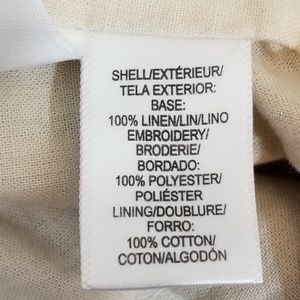 SHELL/EXTÉRIEUR/
TELA EXTERIOR:
BASE:
100% LINEN/LIN/LINO
EMBROIDERY/
BRODERIE/
BORDADO:
100% POLYESTER/
POLIÉSTER
LINING/DOUBLURE/
FORRO:
100% COTTON/
COTON/ALGODÓN